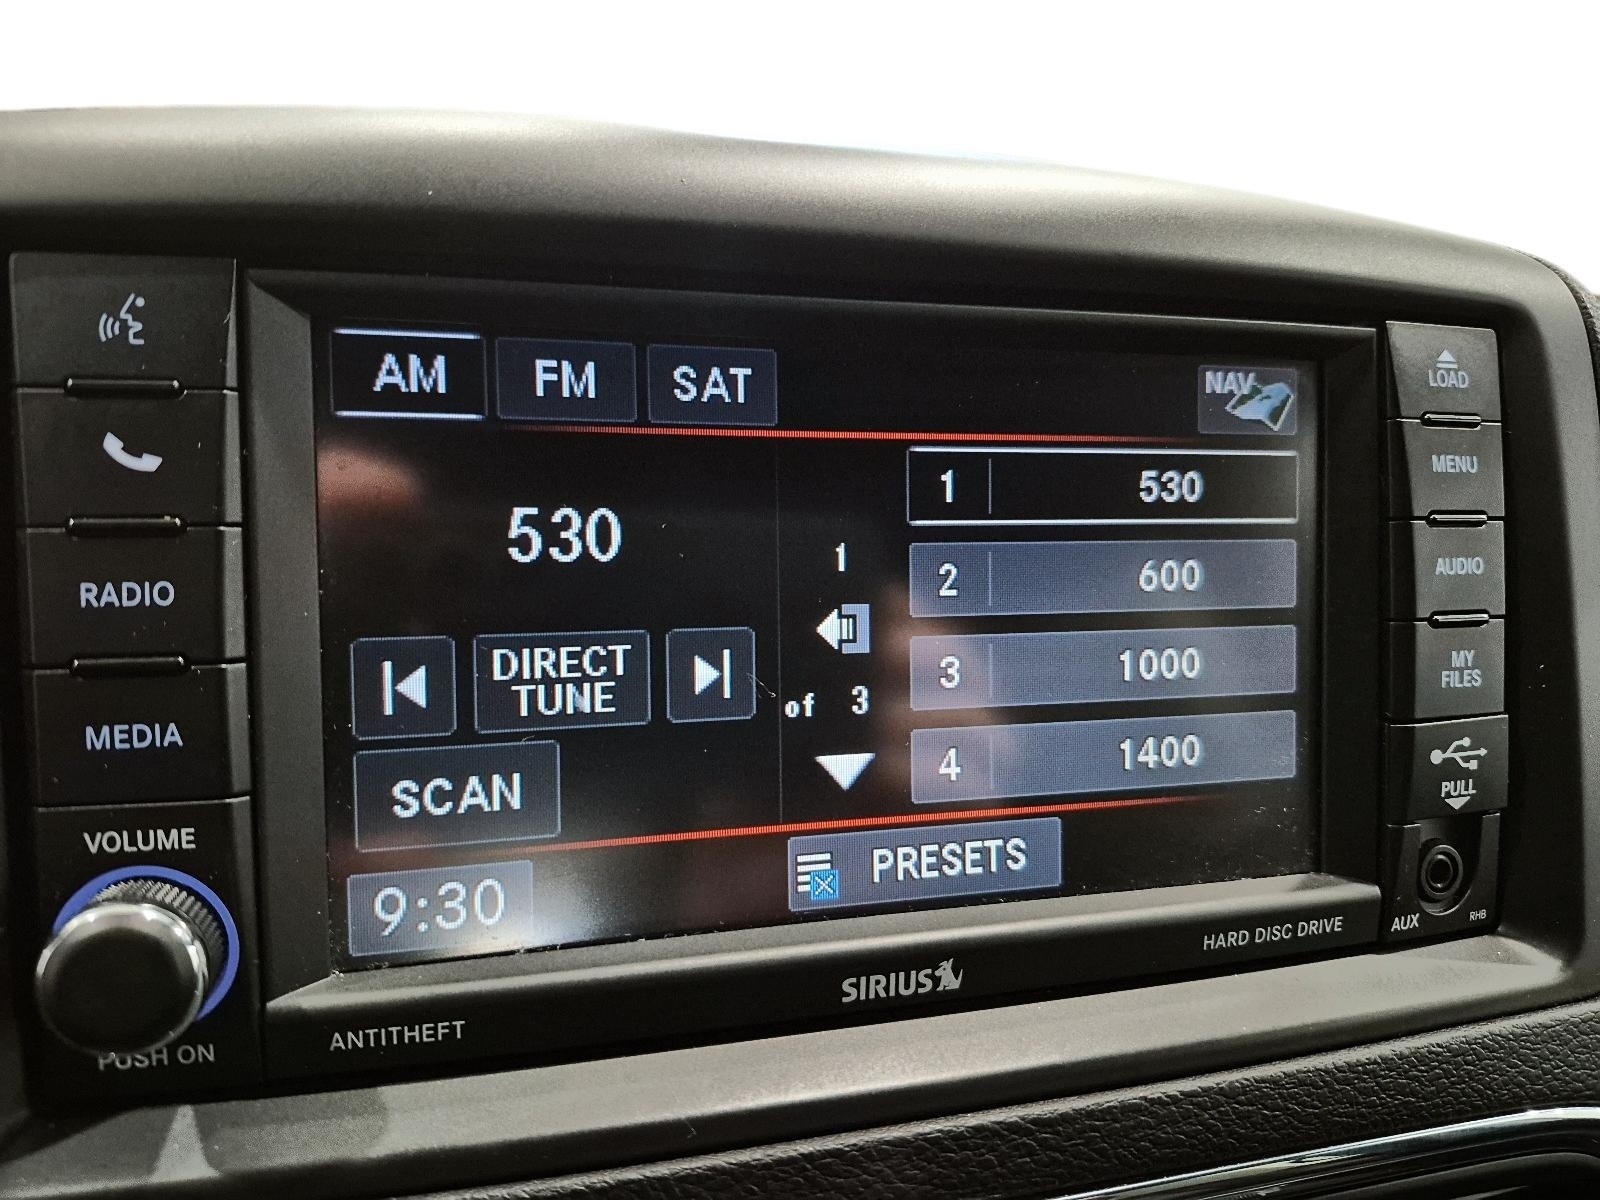 AM FM SAT
NAV
530
DIRECT
TUNE
SCAN
9:30
1
of 3
1 530
2 600
3 1000
4 1400
PRESETS
RADIO
MEDIA
VOLUME
PUSH ON
ANTITHEFT
SIRIUS
HARD DISC DRIVE
LOAD
MENU
AUDIO
MY
FILES
PULL
AUX
RHB